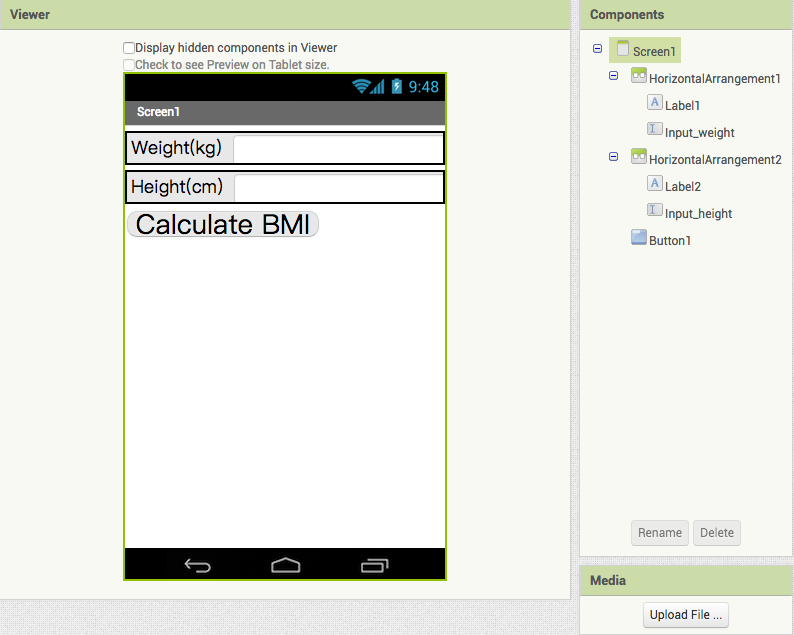 Viewer
Display hidden components in Viewer
Check to see Preview on Tablet size.
9:48
Screen1
Weight(kg)
Height(cm)
Calculate BMI
Components
Screen1
HorizontalArrangement1
A Label1
Input_weight
HorizontalArrangement2
A Label2
Input_height
Button1
Rename Delete
Media
Upload File ...